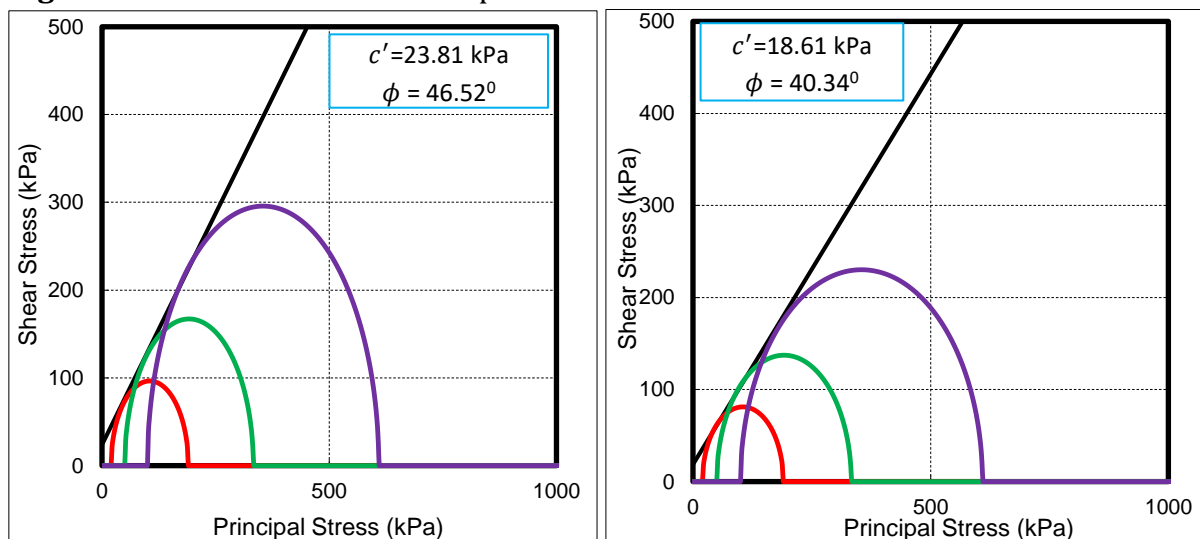 500
400
300
200
100
0
Shear Stress (kPa)
c′=23.81 kPa
ϕ = 46.52⁰
0
500
1000
Principal Stress (kPa)
500
400
300
200
100
0
Shear Stress (kPa)
c′=18.61 kPa
ϕ = 40.34⁰
0
500
1000
Principal Stress (kPa)